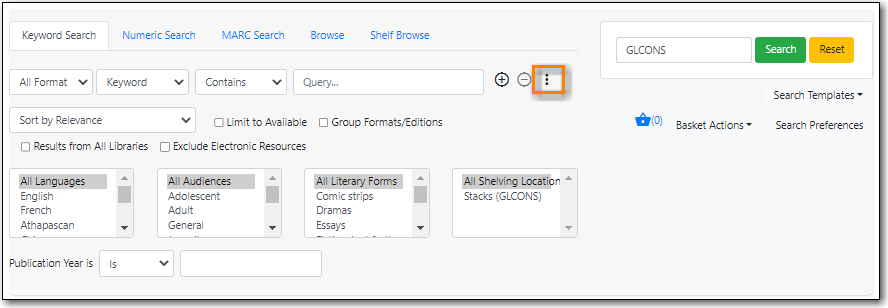 Keyword Search Numeric Search MARC Search Browse Shelf Browse
GLCONS Search Reset
All Format Keyword Contains Query...
Search Templates
Sort by Relevance Limit to Available Group Formats/Editions
(0) Basket Actions Search Preferences
Results from All Libraries Exclude Electronic Resources
All Languages All Audiences All Literary Forms All Shelving Location
English Adolescent Comic strips Stacks (GLCONS)
French Adult Dramas
Athapascan General Essays
Publication Year is Is